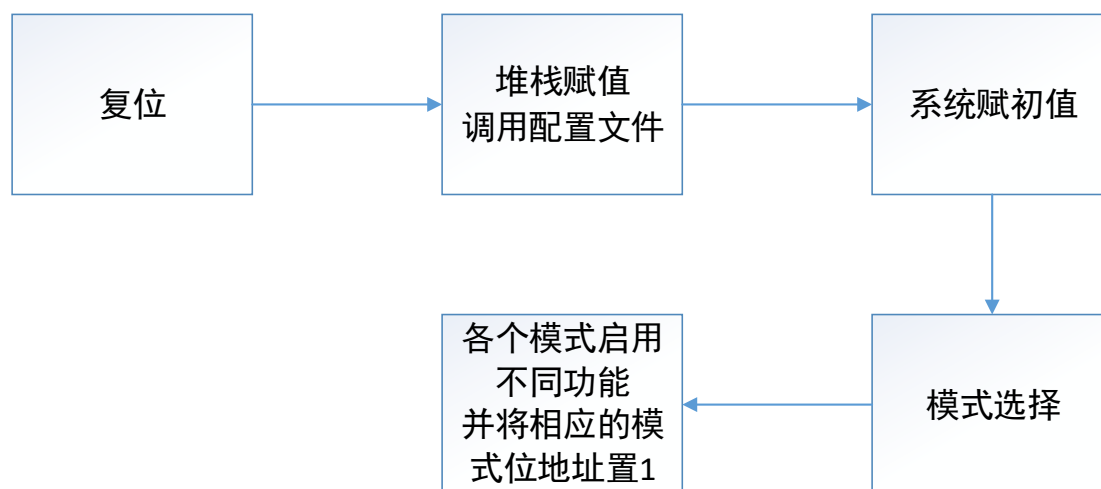 复位
堆栈赋值
调用配置文件
系统赋初值
模式选择
各个模式启用
不同功能
并将相应的模
式位地址置1